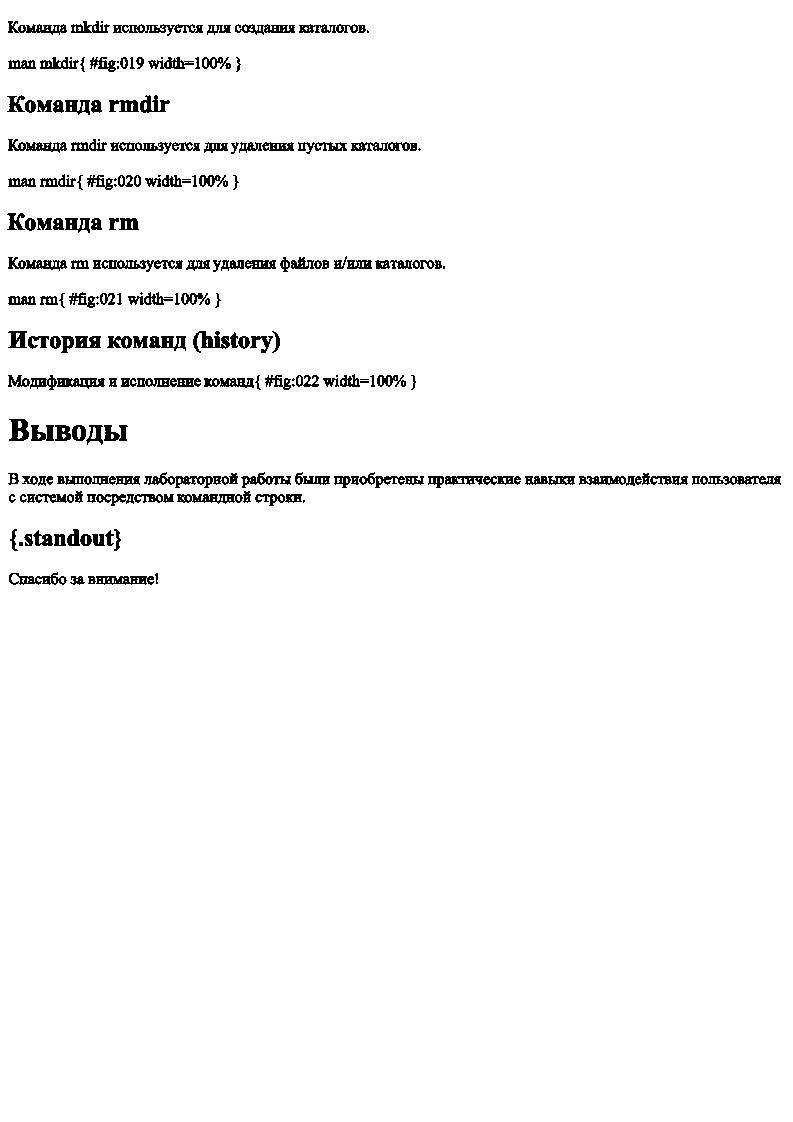 Команда mkdir используется для создания каталогов.
man mkdir{ #fig:019 width=100% }
Команда rmdir
Команда rmdir используется для удаления пустых каталогов.
man rmdir{ #fig:020 width=100% }
Команда rm
Команда rm используется для удаления файлов и/или каталогов.
man rm{ #fig:021 width=100% }
История команд (history)
Модификация и исполнение команд{ #fig:022 width=100% }
Выводы
В ходе выполнения лабораторной работы были приобретены практические навыки взаимодействия пользователя
с системой посредством командной строки.
{.standout}
Спасибо за внимание!